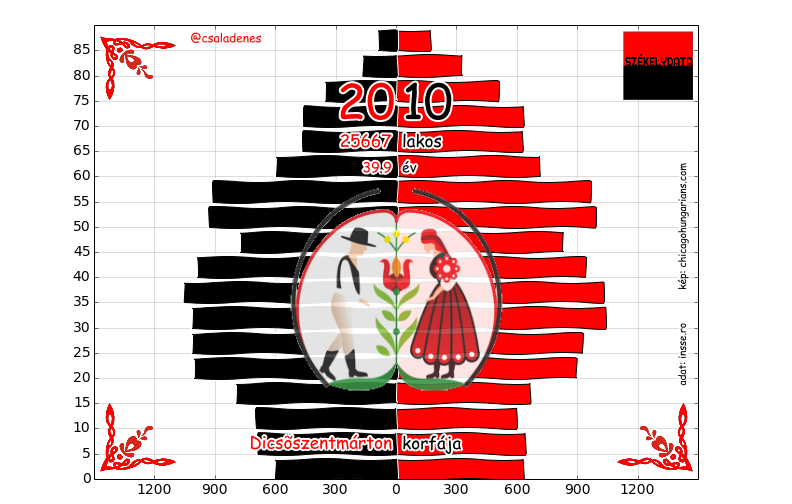 @csaladenes
SZÉKELYDATA
2010
25667 lakos
39.9 év
85
80
75
70
65
60
55
50
45
40
35
30
25
20
15
10
5
0
kép: chicagohungarians.com
adat: insse.ro
Dicsõszentmárton korfája
1200 900 600 300 0 300 600 900 1200